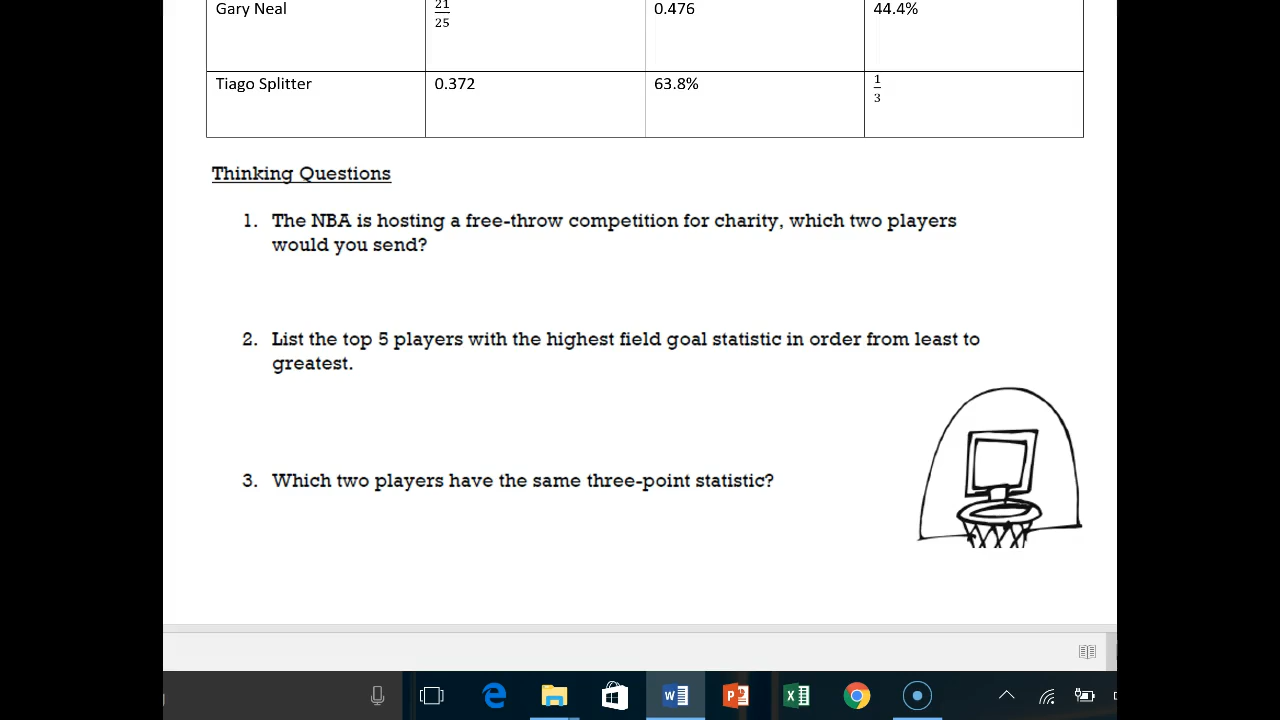 Gary Neal 21/25 0.476 44.4%
Tiago Splitter 0.372 63.8% 1/3
Thinking Questions
1. The NBA is hosting a free-throw competition for charity, which two players
would you send?
2. List the top 5 players with the highest field goal statistic in order from least to
greatest.
3. Which two players have the same three-point statistic?